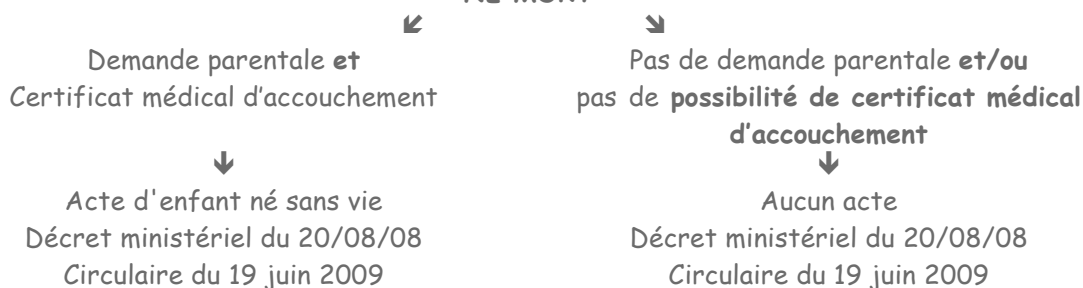 Demande parentale et
Certificat médical d'accouchement
Acte d'enfant né sans vie
Décret ministériel du 20/08/08
Circulaire du 19 juin 2009
Pas de demande parentale et/ou
pas de possibilité de certificat médical
d'accouchement
Aucun acte
Décret ministériel du 20/08/08
Circulaire du 19 juin 2009